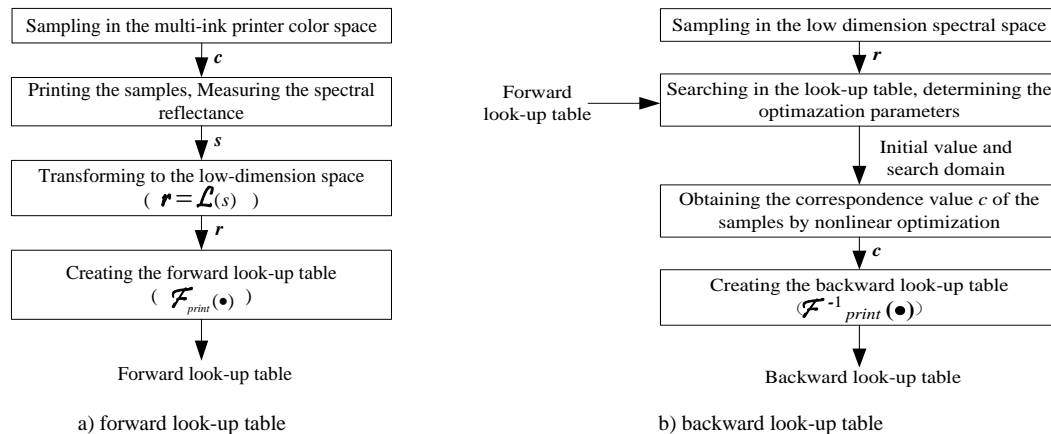 Sampling in the multi-ink printer color space
c
Printing the samples, Measuring the spectral
reflectance
s
Transforming to the low-dimension space
( r = ℒ(s) )
r
Creating the forward look-up table
( ℱ_print(•) )
Forward look-up table
a) forward look-up table
Sampling in the low dimension spectral space
r
Forward
look-up table
Searching in the look-up table, determining the
optimazation parameters
Initial value and
search domain
Obtaining the correspondence value c of the
samples by nonlinear optimization
c
Creating the backward look-up table
(ℱ⁻¹_print(•))
Backward look-up table
b) backward look-up table